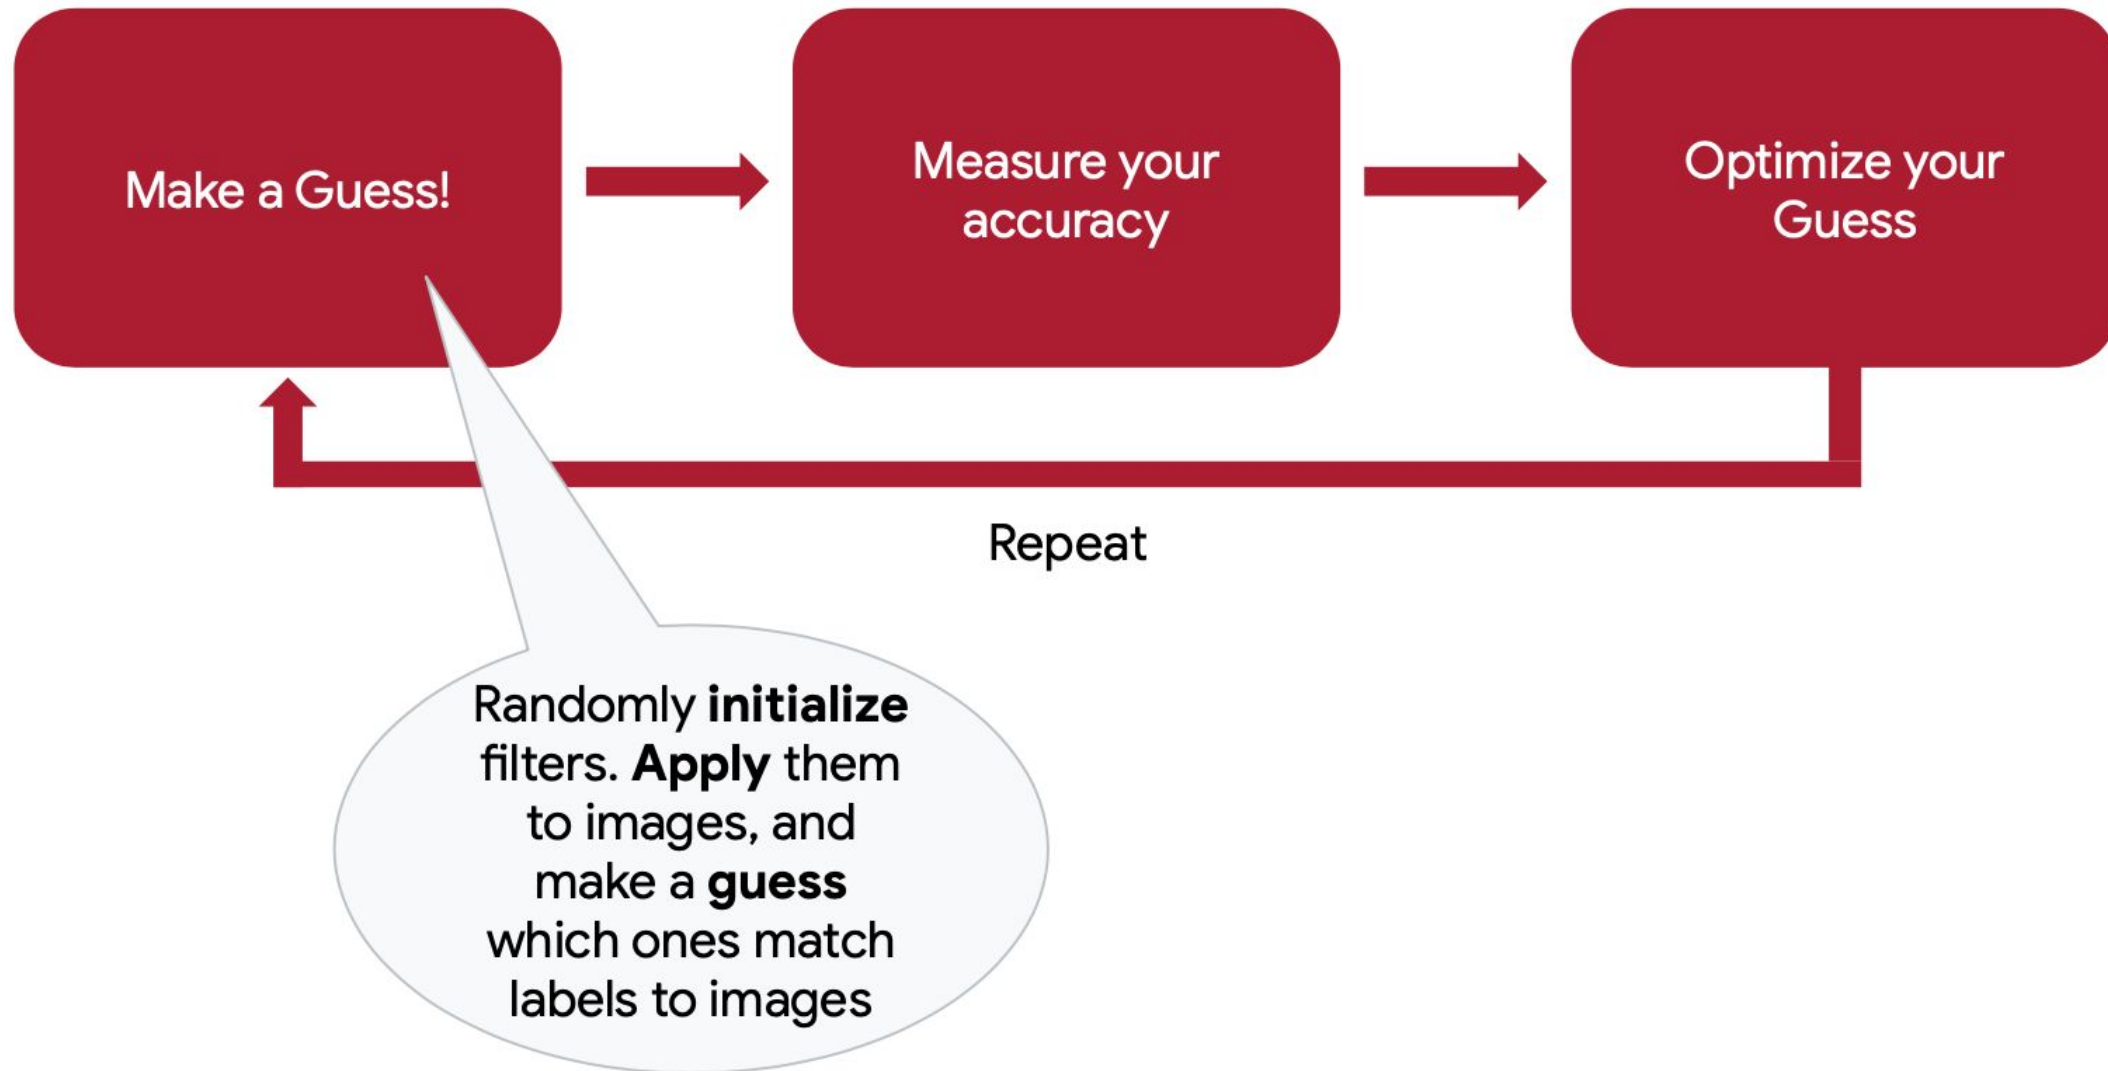 Make a Guess!
Measure your
accuracy
Optimize your
Guess
Repeat
Randomly initialize
filters. Apply them
to images, and
make a guess
which ones match
labels to images